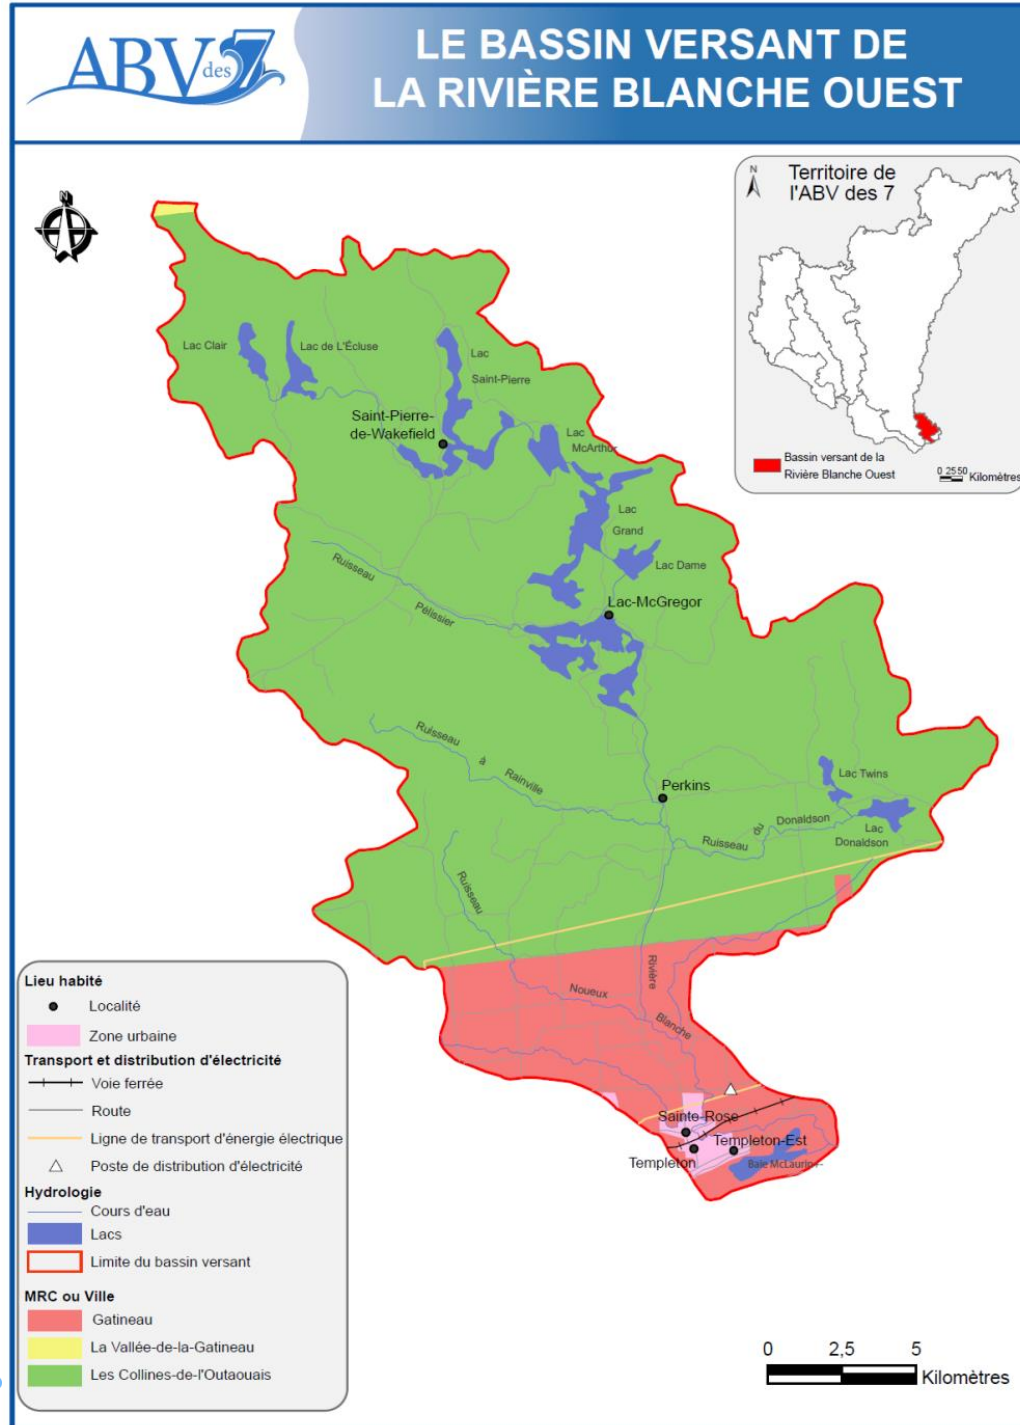 ABV des 7
LE BASSIN VERSANT DE
LA RIVIÈRE BLANCHE OUEST
N
N
Territoire de
l'ABV des 7
Bassin versant de la
Rivière Blanche Ouest
0 2550 Kilomètres
Lac Clair
Lac de L'Écluse
Lac
Saint-Pierre
Saint-Pierre-
de-Wakefield
Lac
McArthor
Lac
Grand
Lac Dame
Ruisseau
Pélissier
Lac-McGregor
Ruisseau
à
Rainville
Perkins
Lac Twins
Ruisseau
du
Donaldson
Lac
Donaldson
Ruisseau
Noueux
Rivière
Blanche
Sainte-Rose
Templeton-Est
Templeton
Baie McLaurin
Lieu habité
Localité
Zone urbaine
Transport et distribution d'électricité
Voie ferrée
Route
Ligne de transport d'énergie électrique
Poste de distribution d'électricité
Hydrologie
Cours d'eau
Lacs
Limite du bassin versant
MRC ou Ville
Gatineau
La Vallée-de-la-Gatineau
Les Collines-de-l'Outaouais
0 2,5 5
Kilomètres